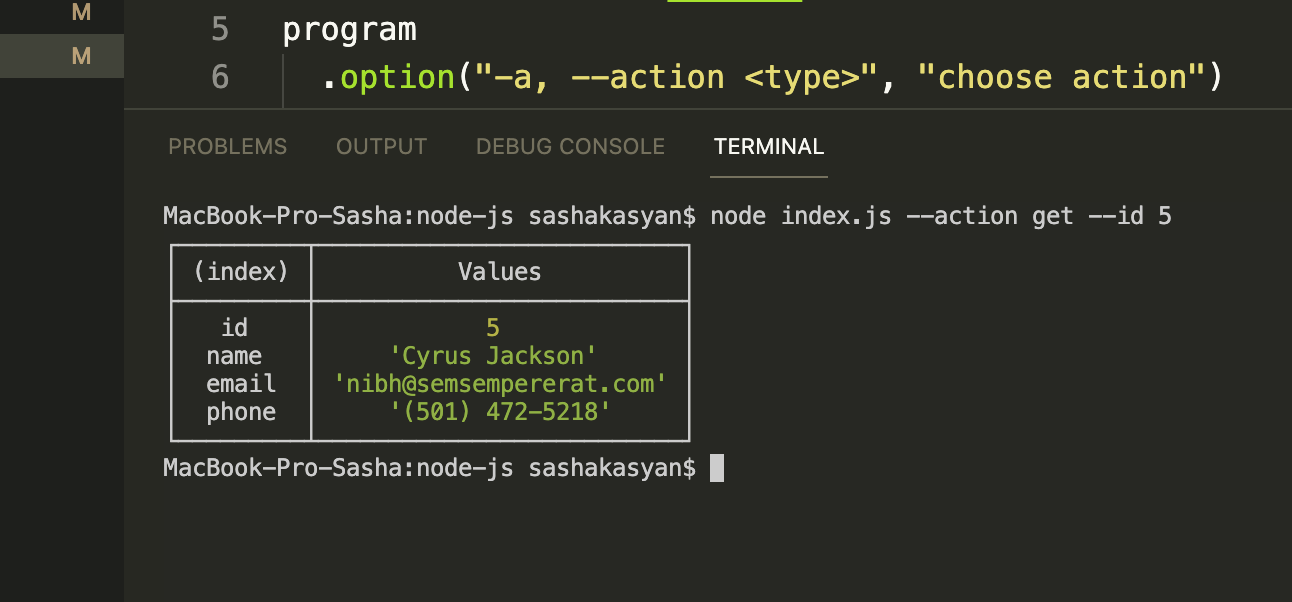 M
5 program
M
6 .option("-a, --action <type>", "choose action")
PROBLEMS OUTPUT DEBUG CONSOLE TERMINAL
MacBook-Pro-Sasha:node-js sashakasyan$ node index.js --action get --id 5
(index) Values
id 5
name 'Cyrus Jackson'
email 'nibh@semsempererat.com'
phone '(501) 472-5218'
MacBook-Pro-Sasha:node-js sashakasyan$